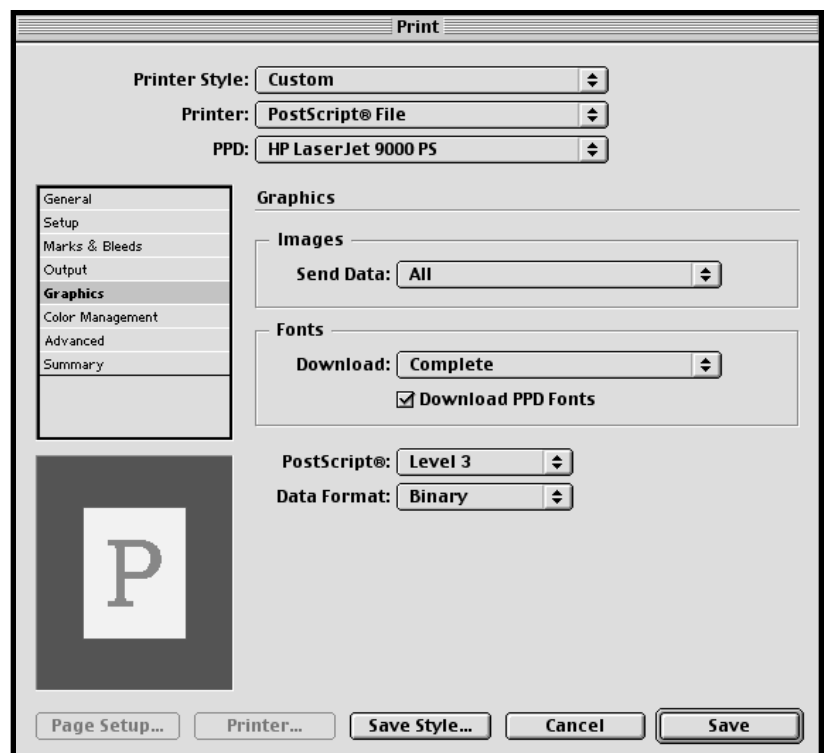 Print
Printer Style: Custom
Printer: PostScript® File
PPD: HP LaserJet 9000 PS
General
Setup
Marks & Bleeds
Output
Graphics
Color Management
Advanced
Summary
Graphics
Images
Send Data: All
Fonts
Download: Complete
Download PPD Fonts
PostScript®: Level 3
Data Format: Binary
P
Page Setup... Printer... Save Style... Cancel Save